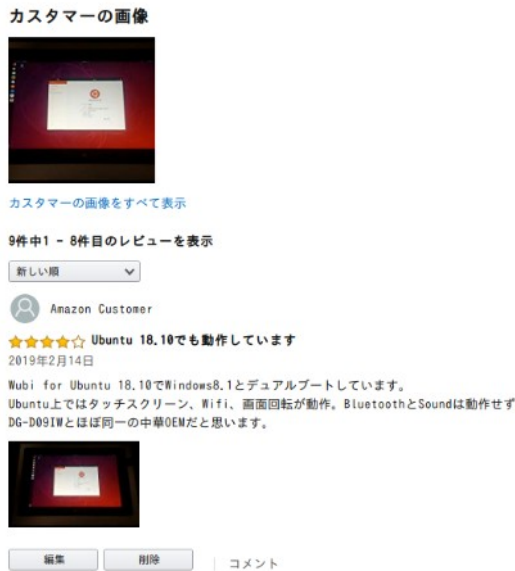 カスタマーの画像
カスタマーの画像をすべて表示
9件中1 - 8件目のレビューを表示
新しい順
Amazon Customer
Ubuntu 18.10でも動作しています
2019年2月14日
Wubi for Ubuntu 18.10でWindows8.1とデュアルブートしています。
Ubuntu上ではタッチスクリーン、Wifi、画面回転が動作。BluetoothとSoundは動作せず
DG-D09IWとほぼ同一の中華OEMだと思います。
編集
削除
コメント